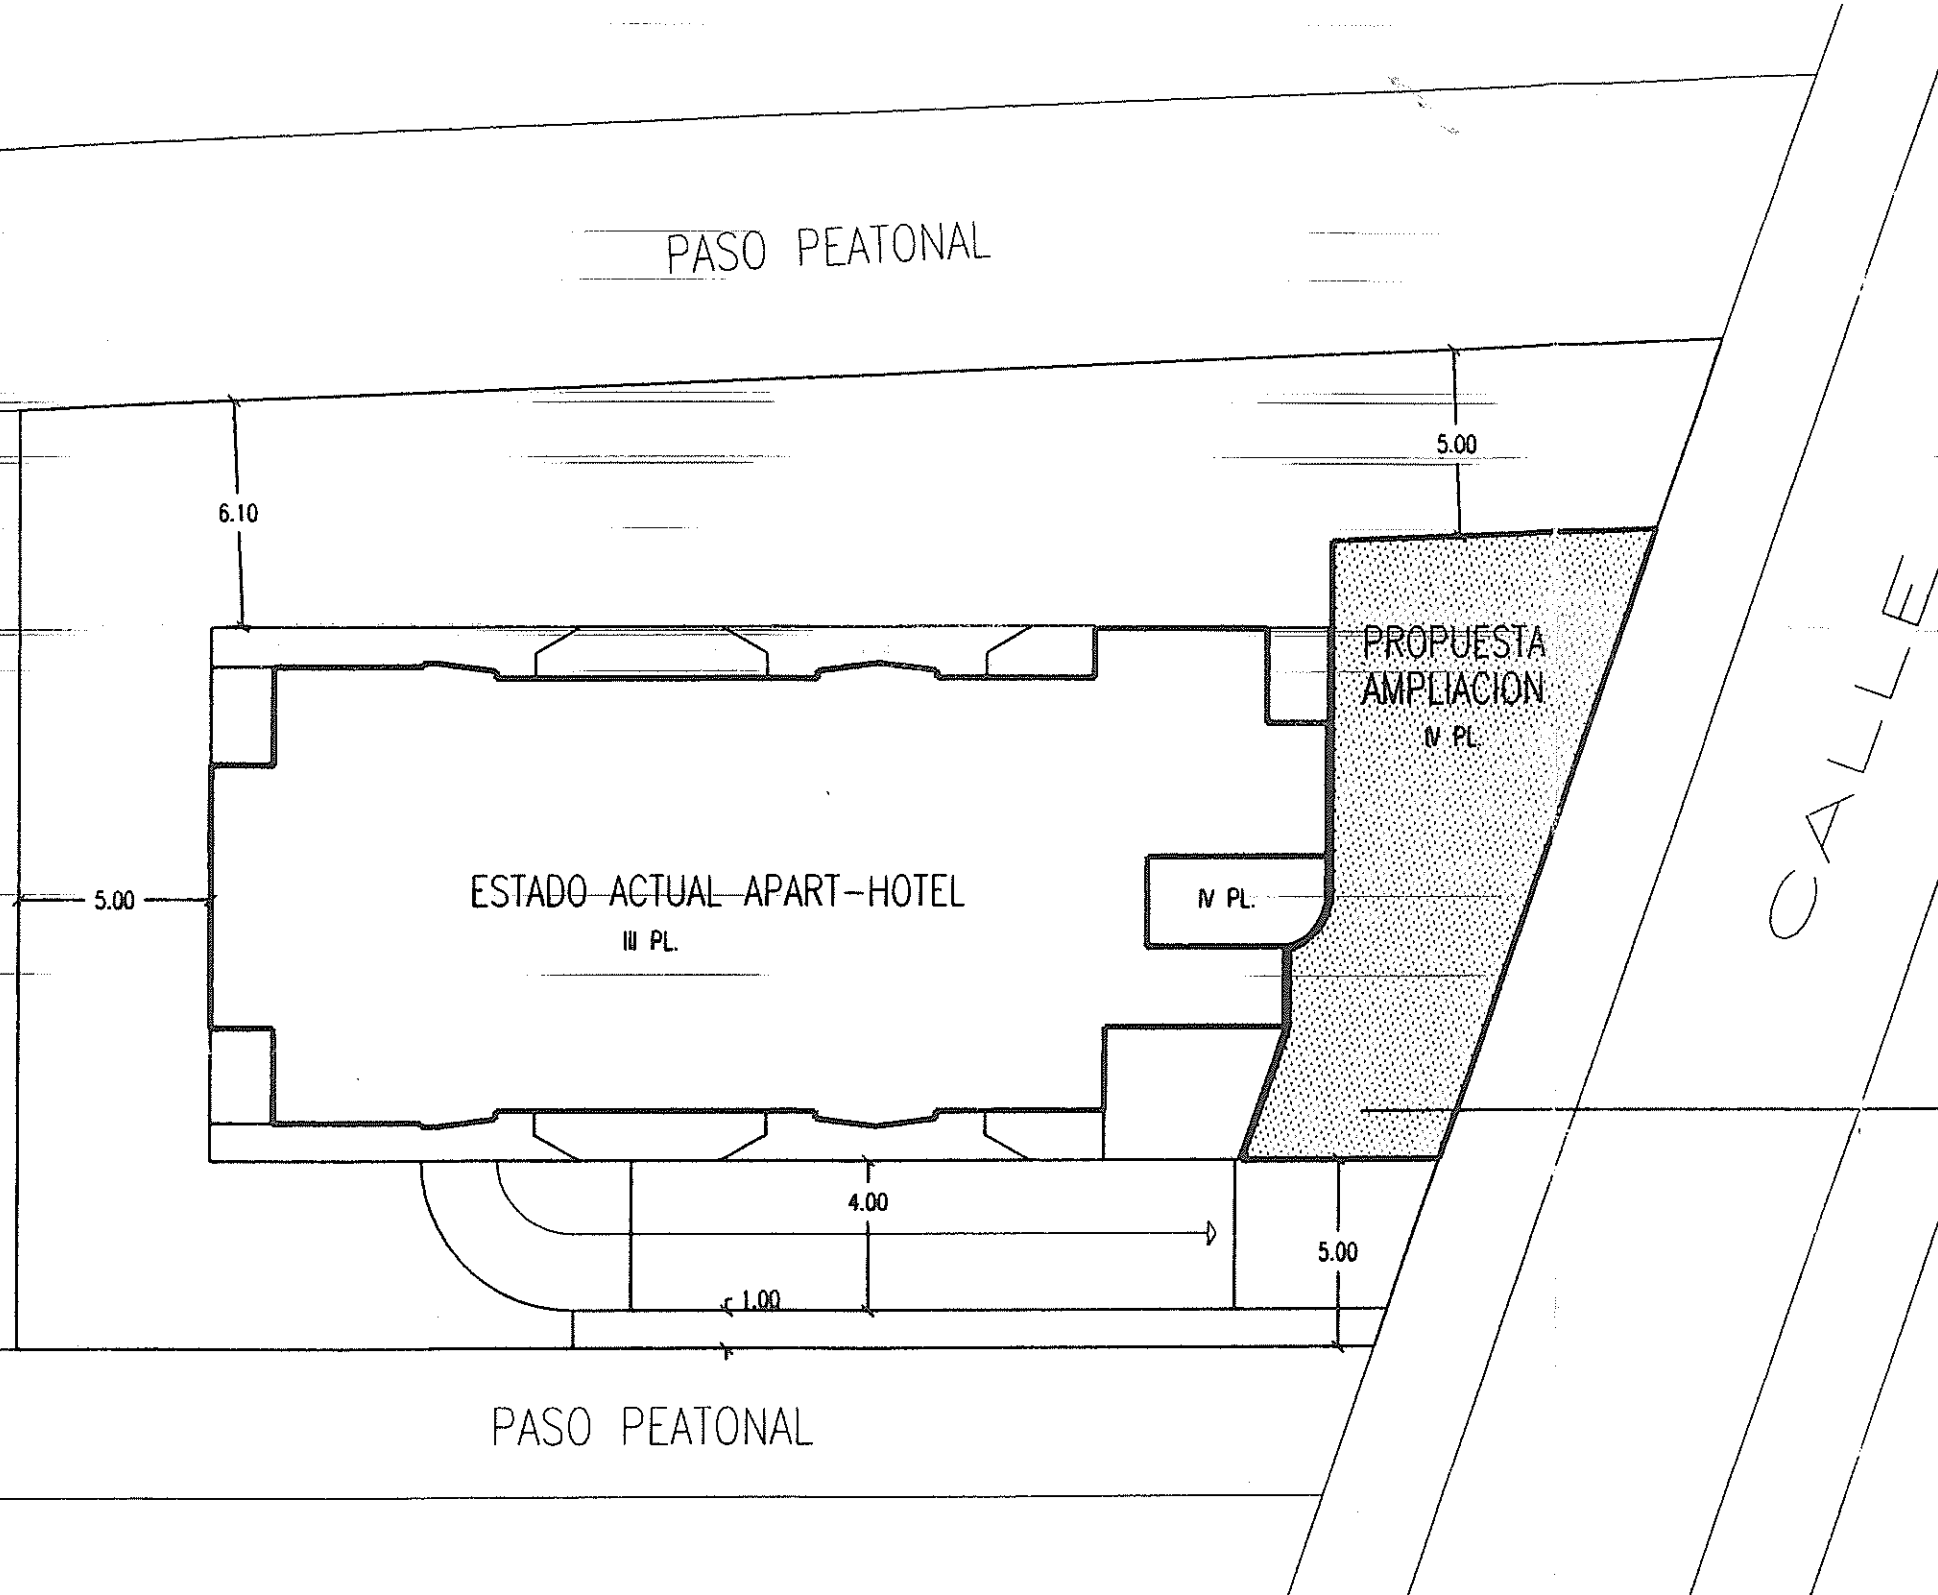 PASO PEATONAL
5.00
6.10
PROPUESTA
AMPLIACION
IV PL.
CALLE
ESTADO ACTUAL APART-HOTEL
III PL.
IV PL.
5.00
4.00
5.00
1.00
PASO PEATONAL